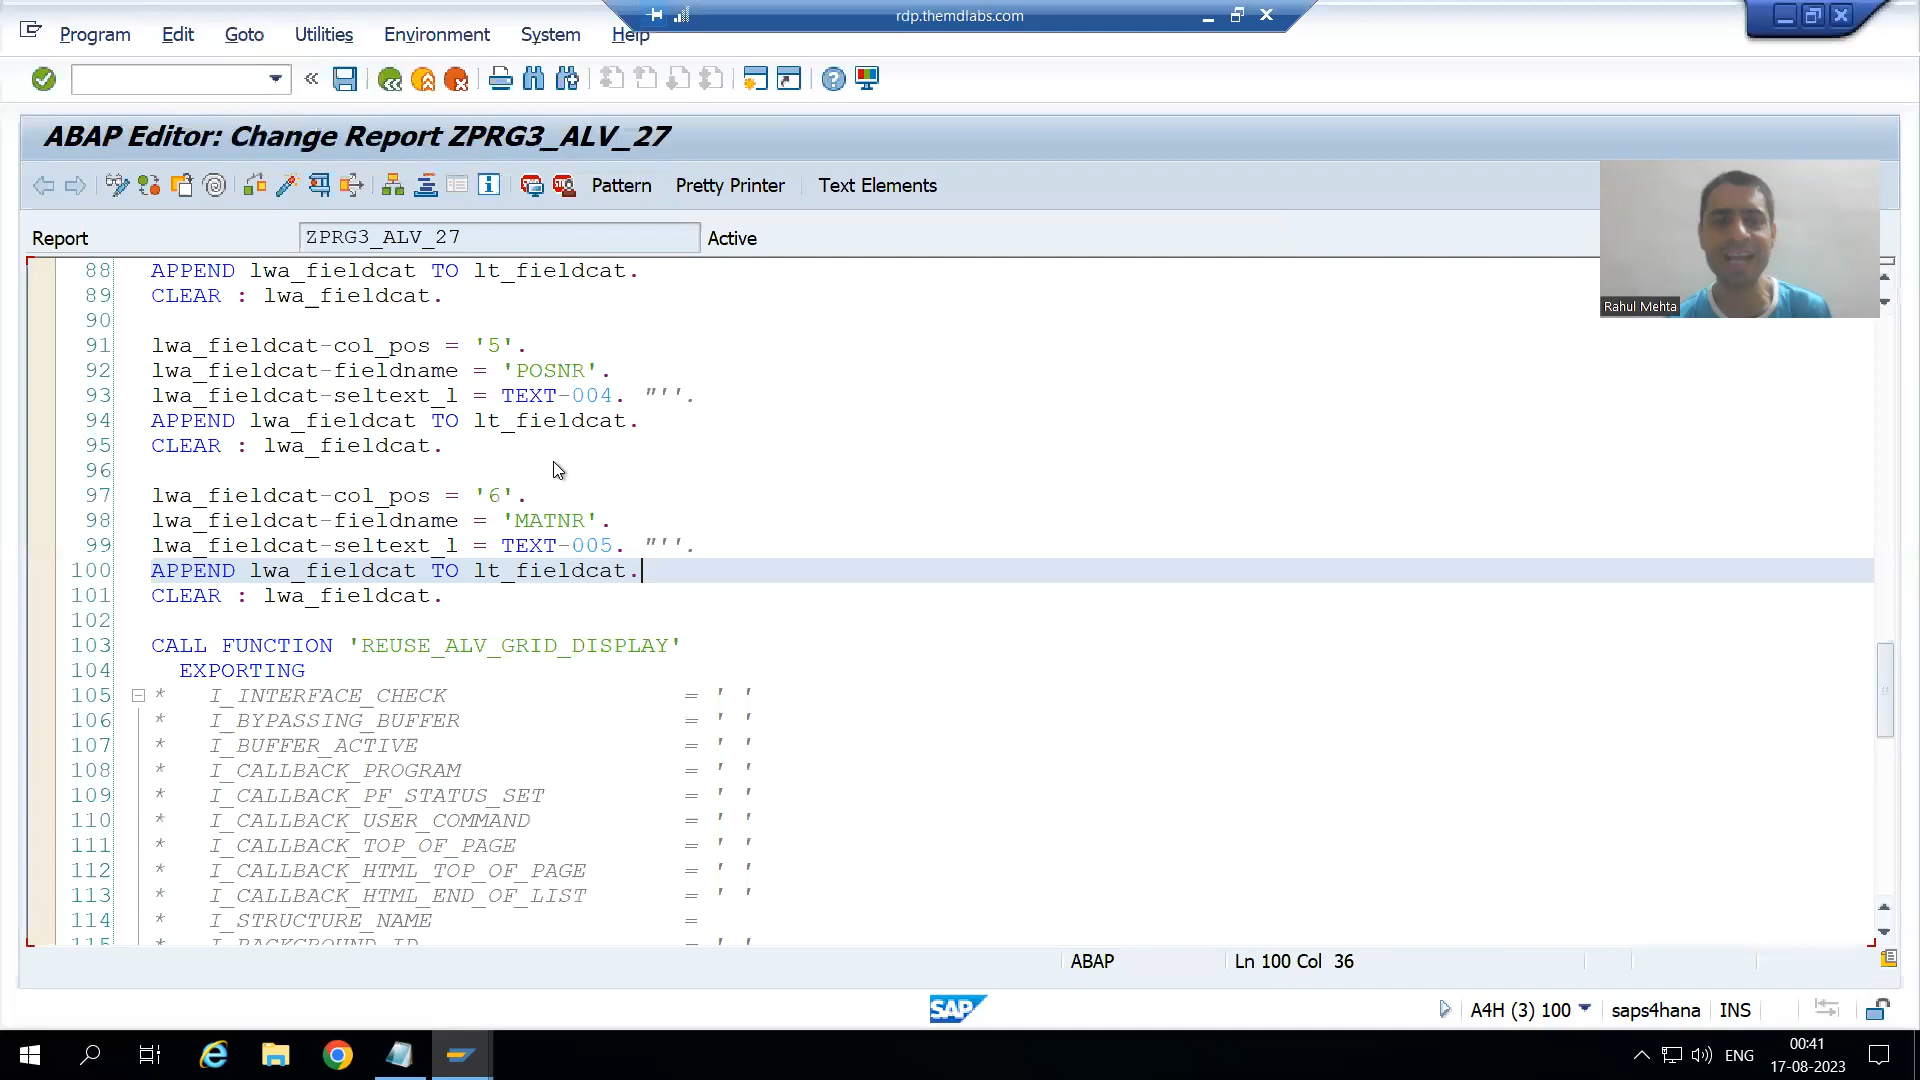 rdp.themdlabs.com
Program Edit Goto Utilities Environment System Help
ABAP Editor: Change Report ZPRG3_ALV_27
Pattern Pretty Printer Text Elements
Report ZPRG3_ALV_27 Active
Rahul Mehta
88 APPEND lwa_fieldcat TO lt_fieldcat.
89 CLEAR : lwa_fieldcat.
90
91 lwa_fieldcat-col_pos = '5'.
92 lwa_fieldcat-fieldname = 'POSNR'.
93 lwa_fieldcat-seltext_l = TEXT-004. "''.
94 APPEND lwa_fieldcat TO lt_fieldcat.
95 CLEAR : lwa_fieldcat.
96
97 lwa_fieldcat-col_pos = '6'.
98 lwa_fieldcat-fieldname = 'MATNR'.
99 lwa_fieldcat-seltext_l = TEXT-005. "''.
100 APPEND lwa_fieldcat TO lt_fieldcat.
101 CLEAR : lwa_fieldcat.
102
103 CALL FUNCTION 'REUSE_ALV_GRID_DISPLAY'
104 EXPORTING
105 * I_INTERFACE_CHECK = ' '
106 * I_BYPASSING_BUFFER = ' '
107 * I_BUFFER_ACTIVE = ' '
108 * I_CALLBACK_PROGRAM = ' '
109 * I_CALLBACK_PF_STATUS_SET = ' '
110 * I_CALLBACK_USER_COMMAND = ' '
111 * I_CALLBACK_TOP_OF_PAGE = ' '
112 * I_CALLBACK_HTML_TOP_OF_PAGE = ' '
113 * I_CALLBACK_HTML_END_OF_LIST = ' '
114 * I_STRUCTURE_NAME =
115 * I_BACKGROUND_ID = ' '
ABAP Ln 100 Col 36
SAP A4H (3) 100 saps4hana INS
ENG 00:41
17-08-2023